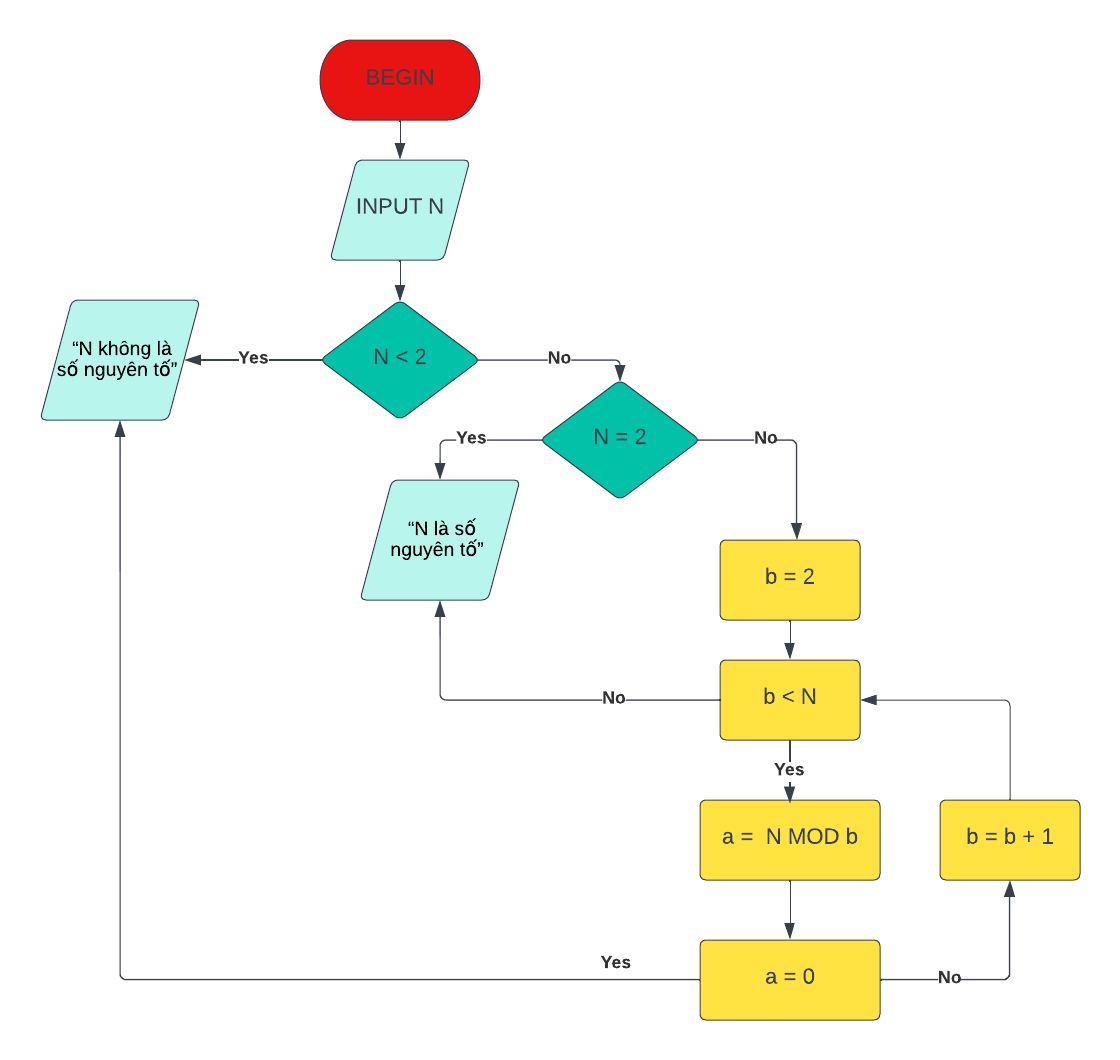 BEGIN
INPUT N
“N không là
số nguyên tố”
Yes
N < 2
No
N = 2
Yes
No
“N là số
nguyên tố”
b = 2
b < N
No
Yes
a =  N MOD b
b = b + 1
a = 0
Yes
No